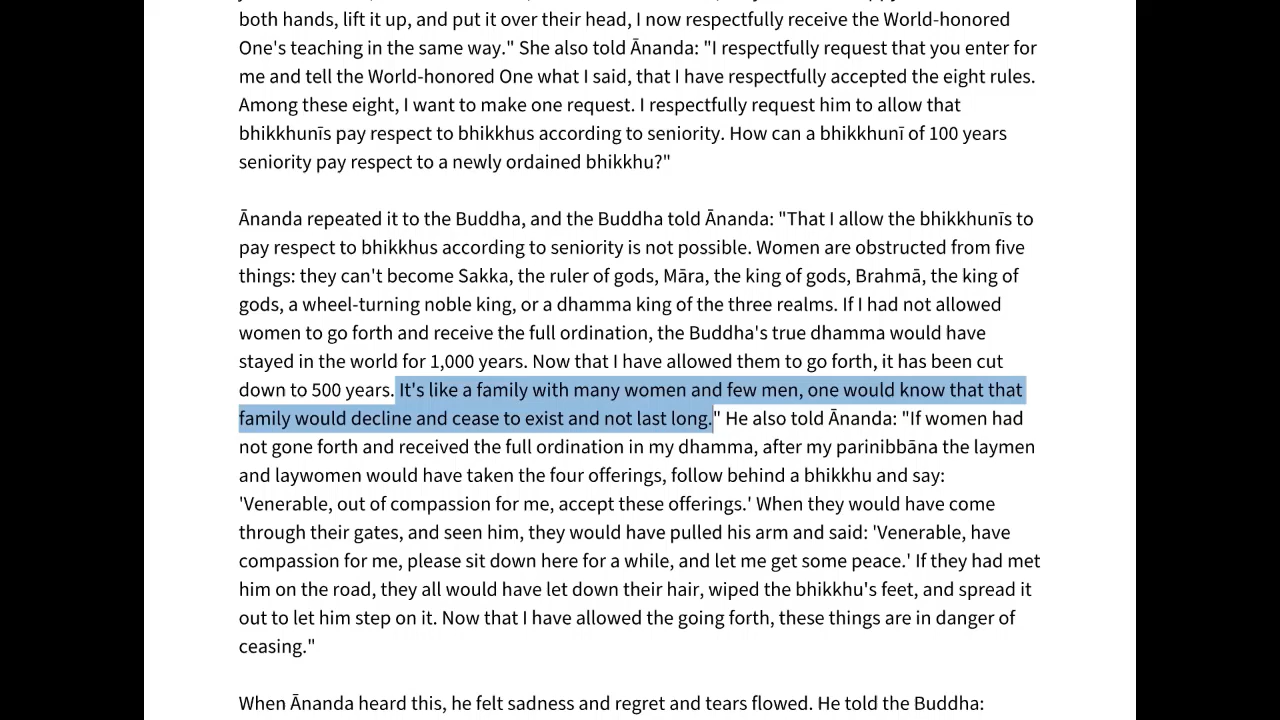 both hands, lift it up, and put it over their head, I now respectfully receive the World-honored
One's teaching in the same way." She also told Ānanda: "I respectfully request that you enter for
me and tell the World-honored One what I said, that I have respectfully accepted the eight rules.
Among these eight, I want to make one request. I respectfully request him to allow that
bhikkhunīs pay respect to bhikkhus according to seniority. How can a bhikkhunī of 100 years
seniority pay respect to a newly ordained bhikkhu?"
Ānanda repeated it to the Buddha, and the Buddha told Ānanda: "That I allow the bhikkhunīs to
pay respect to bhikkhus according to seniority is not possible. Women are obstructed from five
things: they can't become Sakka, the ruler of gods, Māra, the king of gods, Brahmā, the king of
gods, a wheel-turning noble king, or a dhamma king of the three realms. If I had not allowed
women to go forth and receive the full ordination, the Buddha's true dhamma would have
stayed in the world for 1,000 years. Now that I have allowed them to go forth, it has been cut
down to 500 years. It's like a family with many women and few men, one would know that that
family would decline and cease to exist and not last long." He also told Ānanda: "If women had
not gone forth and received the full ordination in my dhamma, after my parinibbāna the laymen
and laywomen would have taken the four offerings, follow behind a bhikkhu and say:
'Venerable, out of compassion for me, accept these offerings.' When they would have come
through their gates, and seen him, they would have pulled his arm and said: 'Venerable, have
compassion for me, please sit down here for a while, and let me get some peace.' If they had met
him on the road, they all would have let down their hair, wiped the bhikkhu's feet, and spread it
out to let him step on it. Now that I have allowed the going forth, these things are in danger of
ceasing."
When Ānanda heard this, he felt sadness and regret and tears flowed. He told the Buddha: